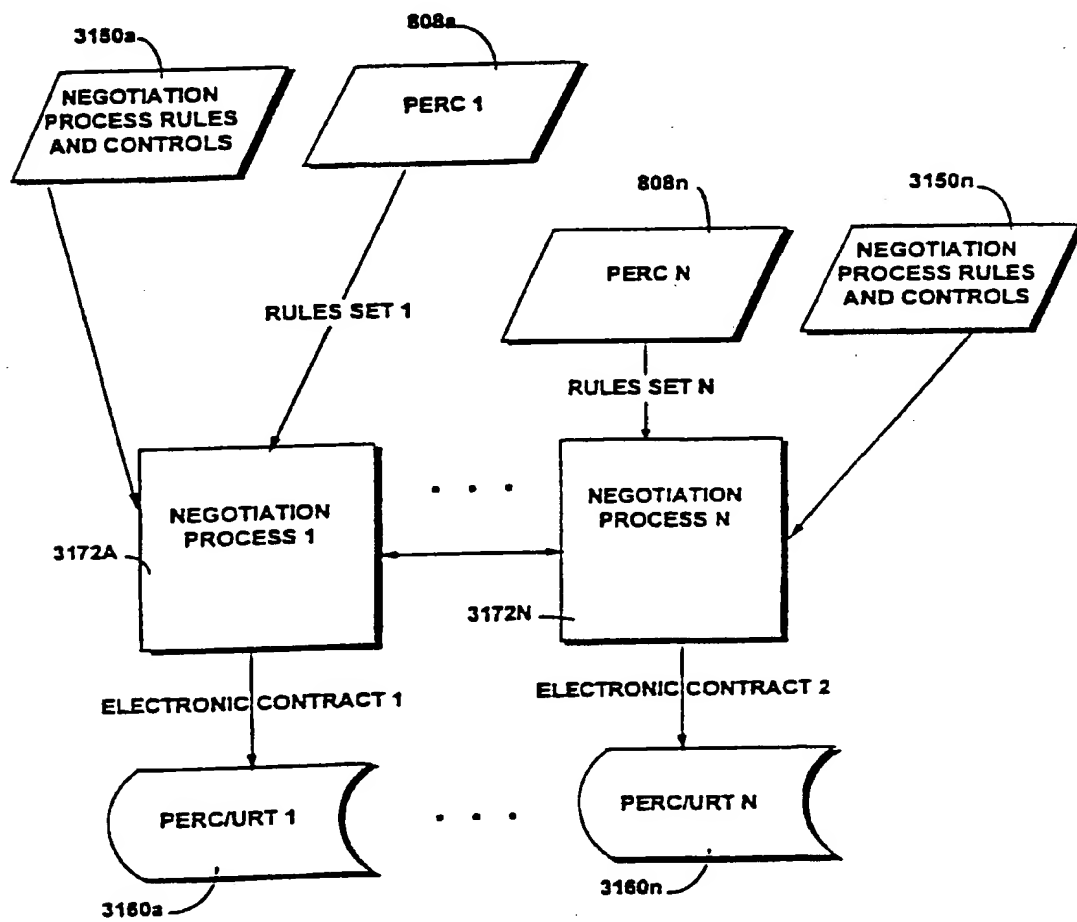 3150a
808a
NEGOTIATION
PROCESS RULES
AND CONTROLS
PERC 1
808n
3150n
PERC N
NEGOTIATION
PROCESS RULES
AND CONTROLS
RULES SET 1
RULES SET N
NEGOTIATION
PROCESS 1
. . .
NEGOTIATION
PROCESS N
3172A
3172N
ELECTRONIC CONTRACT 1
ELECTRONIC CONTRACT 2
PERC/URT 1
. . .
PERC/URT N
3160a
3160n